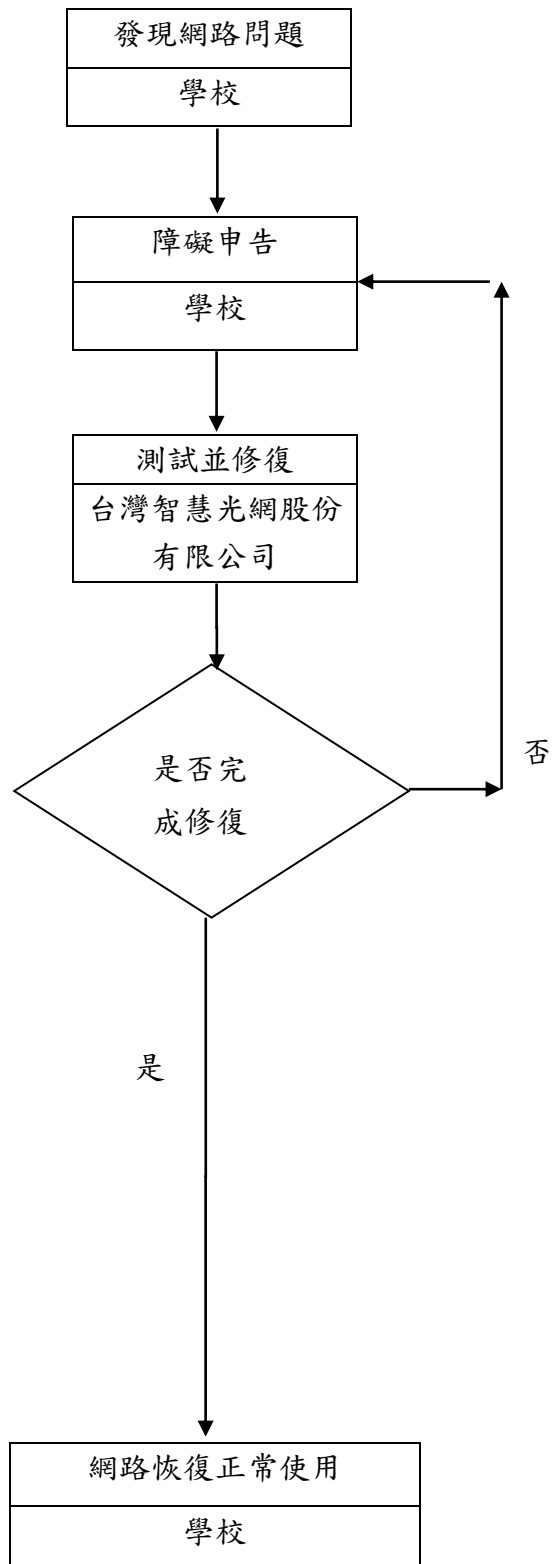 發現網路問題
學校
障礙申告
學校
測試並修復
台灣智慧光網股份
有限公司
是否完
成修復
否
是
網路恢復正常使用
學校